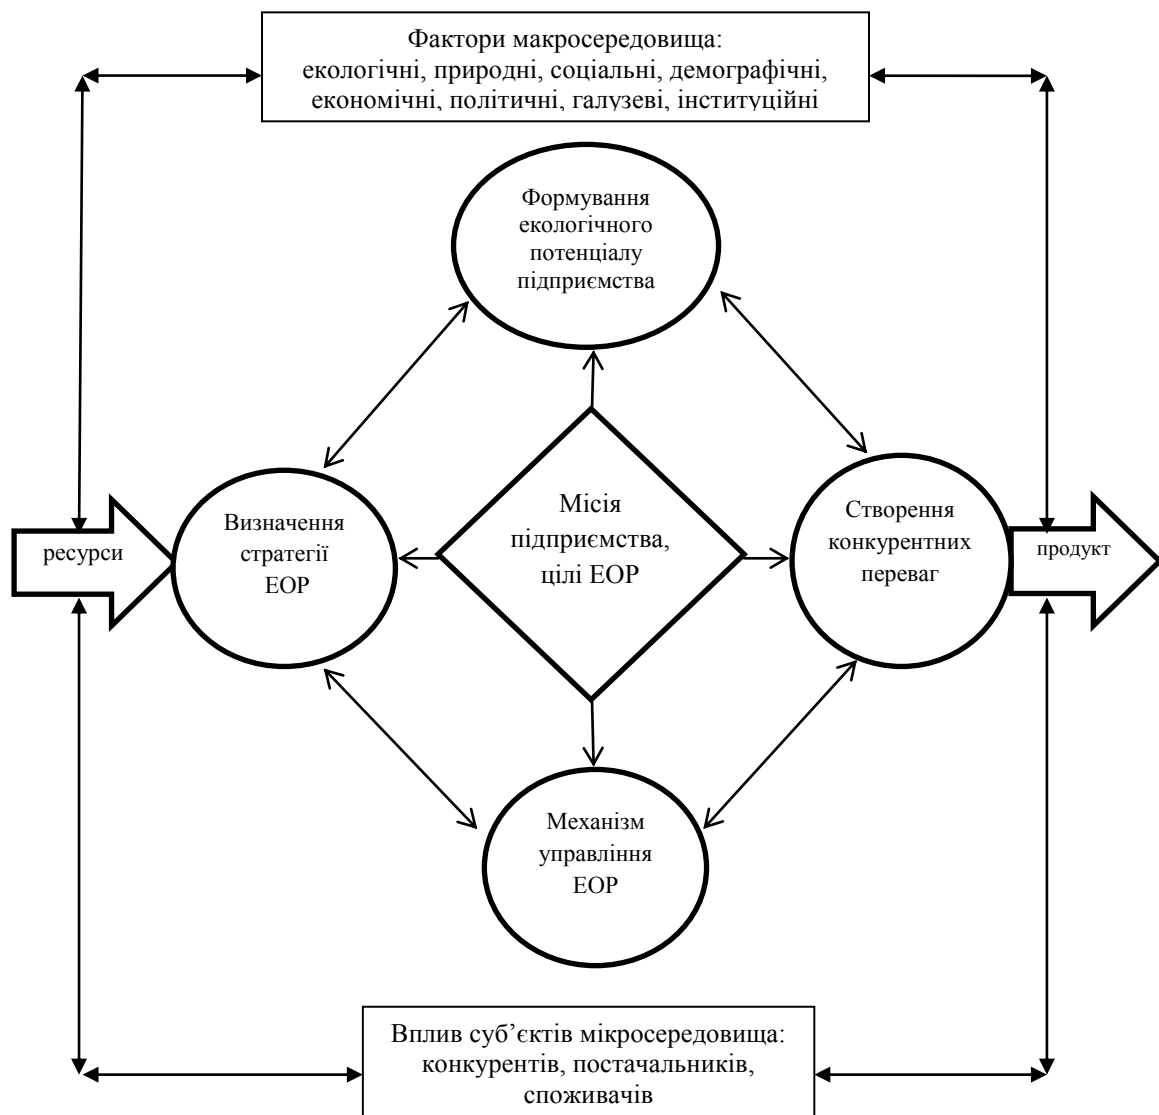 Фактори макросередовища:
екологічні, природні, соціальні, демографічні,
економічні, політичні, галузеві, інституційні
Формування
екологічного
потенціалу
підприємства
ресурси
Визначення
стратегії
ЕОР
Місія
підприємства,
цілі ЕОР
Створення
конкурентних
переваг
продукт
Механізм
управління
ЕОР
Вплив суб’єктів мікросередовища:
конкурентів, постачальників,
споживачів